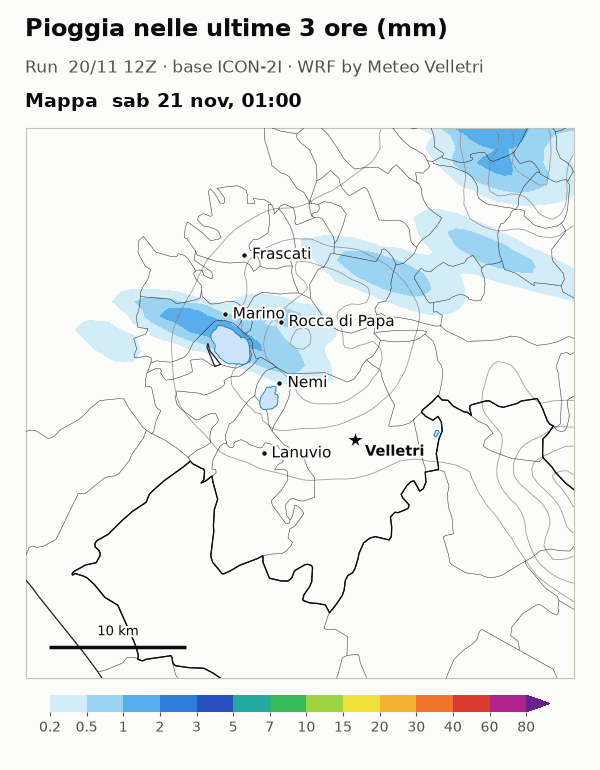 Pioggia nelle ultime 3 ore (mm)
Run 20/11 12Z · base ICON-2I · WRF by Meteo Velletri
Mappa sab 21 nov, 01:00
Frascati
Marino
Rocca di Papa
Nemi
Velletri
Lanuvio
10 km
0.2 0.5 1 2 3 5 7 10 15 20 30 40 60 80